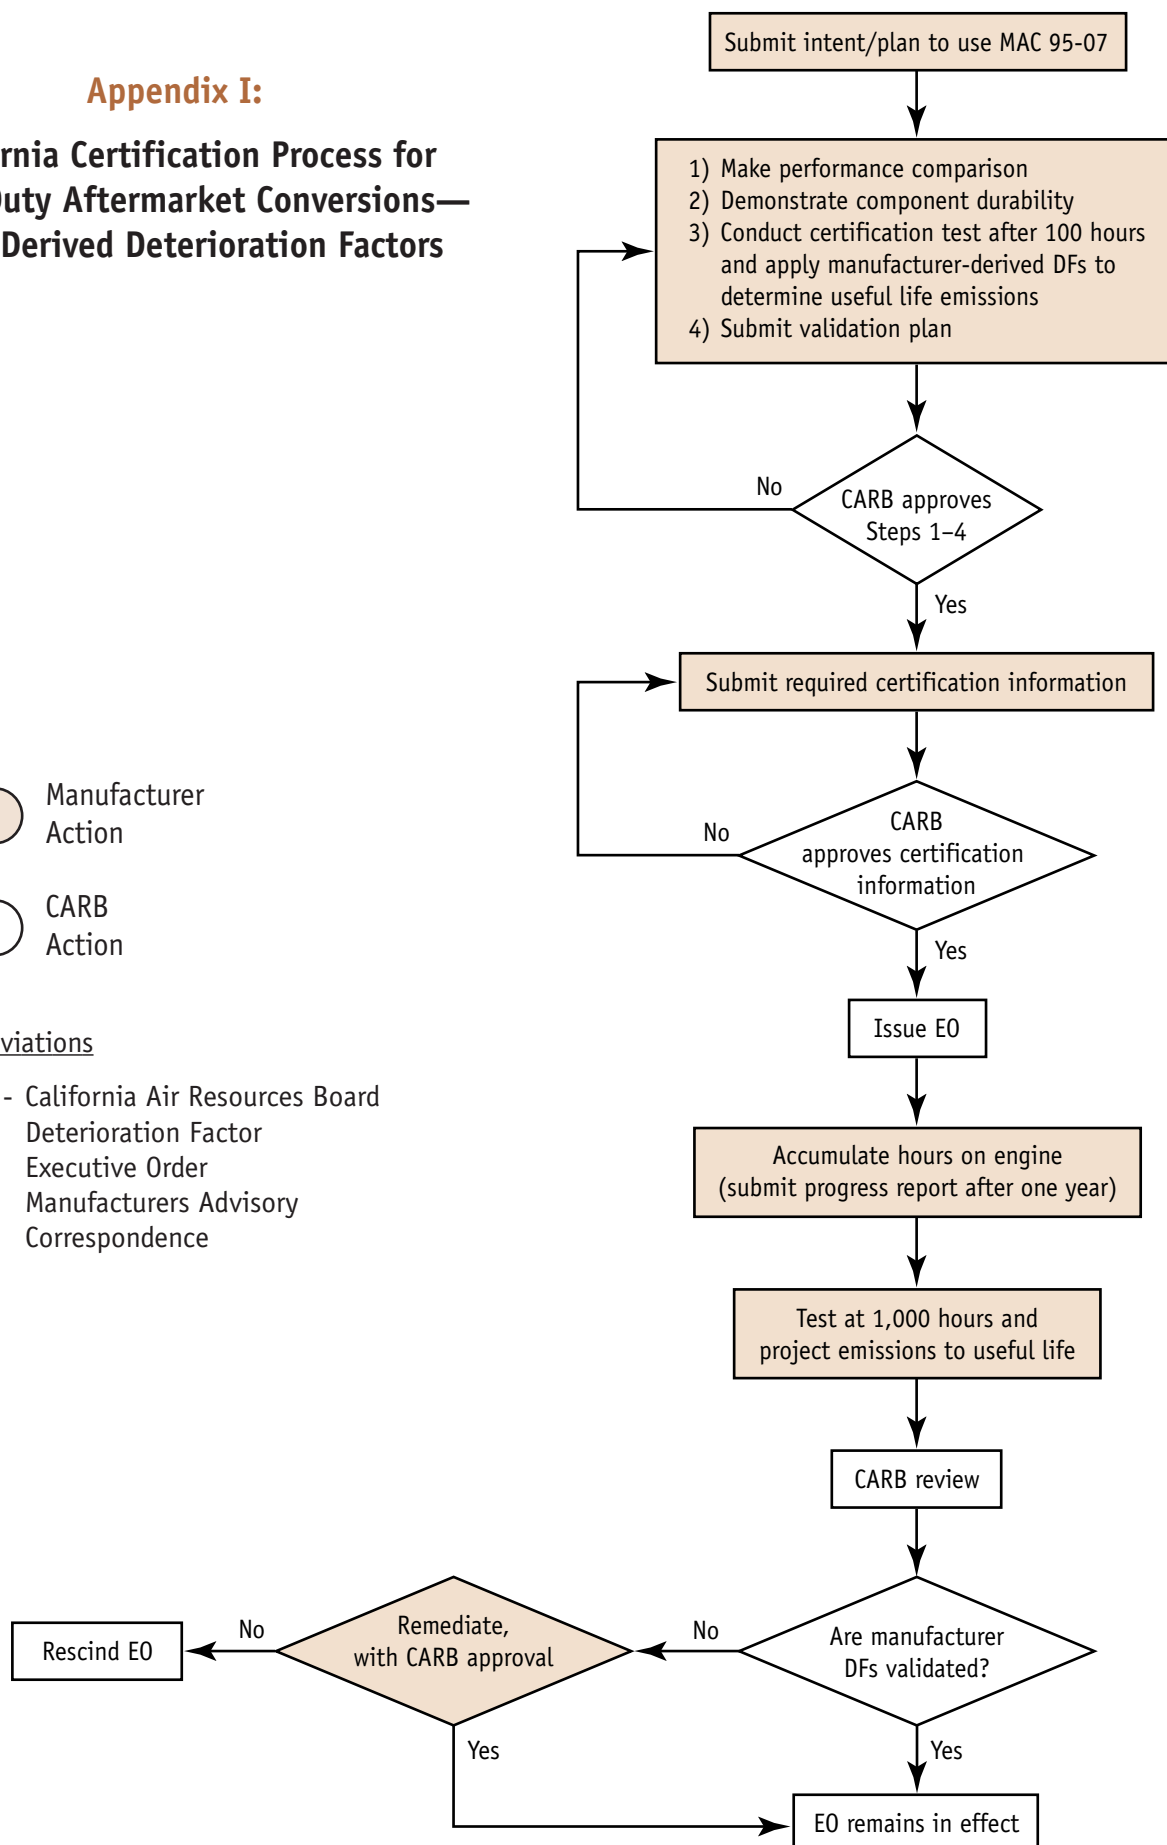 Appendix I:
rnia Certification Process for
Duty Aftermarket Conversions—
Derived Deterioration Factors
Submit intent/plan to use MAC 95-07
1) Make performance comparison
2) Demonstrate component durability
3) Conduct certification test after 100 hours
and apply manufacturer-derived DFs to
determine useful life emissions
4) Submit validation plan
No
CARB approves
Steps 1–4
Yes
Submit required certification information
No
CARB
approves certification
information
Yes
Manufacturer
Action
CARB
Action
viations
- California Air Resources Board
Deterioration Factor
Executive Order
Manufacturers Advisory
Correspondence
Issue EO
Accumulate hours on engine
(submit progress report after one year)
Test at 1,000 hours and
project emissions to useful life
CARB review
Are manufacturer
DFs validated?
No
Remediate,
with CARB approval
No
Rescind EO
Yes
Yes
EO remains in effect